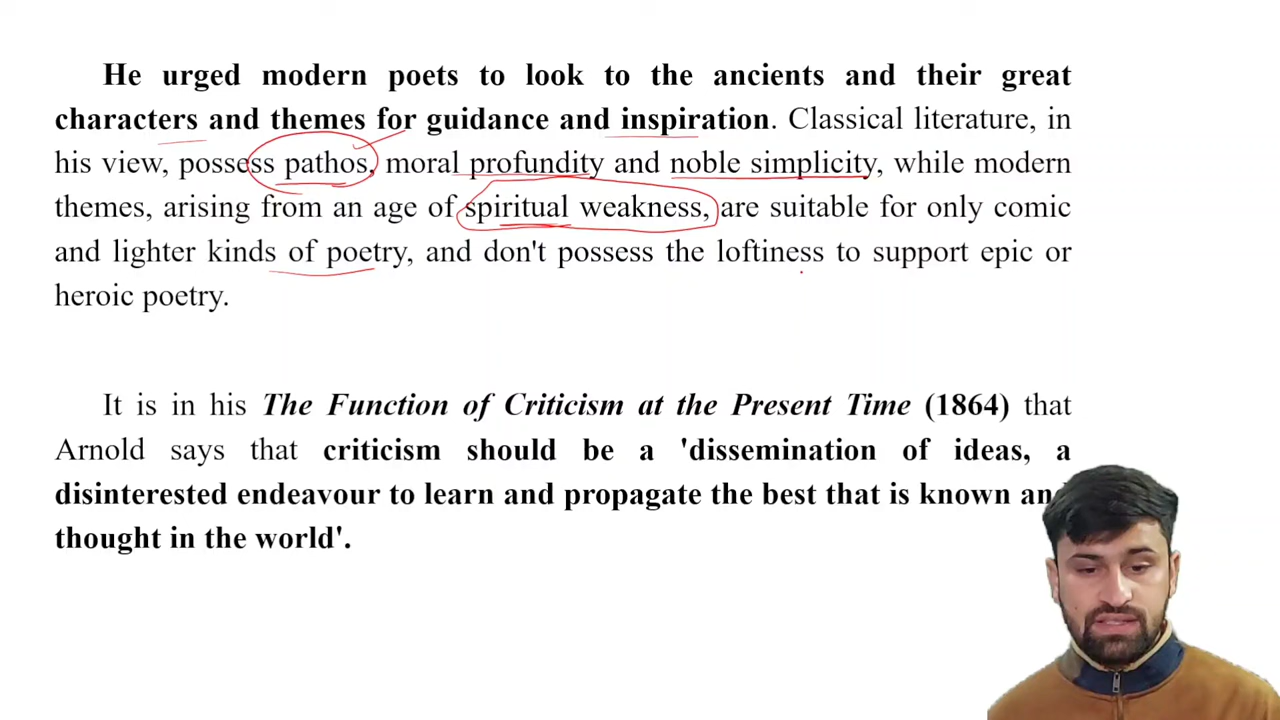 He urged modern poets to look to the ancients and their great
characters and themes for guidance and inspiration. Classical literature, in
his view, possess pathos, moral profundity and noble simplicity, while modern
themes, arising from an age of spiritual weakness, are suitable for only comic
and lighter kinds of poetry, and don't possess the loftiness to support epic or
heroic poetry.
It is in his The Function of Criticism at the Present Time (1864) that
Arnold says that criticism should be a 'dissemination of ideas, a
disinterested endeavour to learn and propagate the best that is known and
thought in the world'.